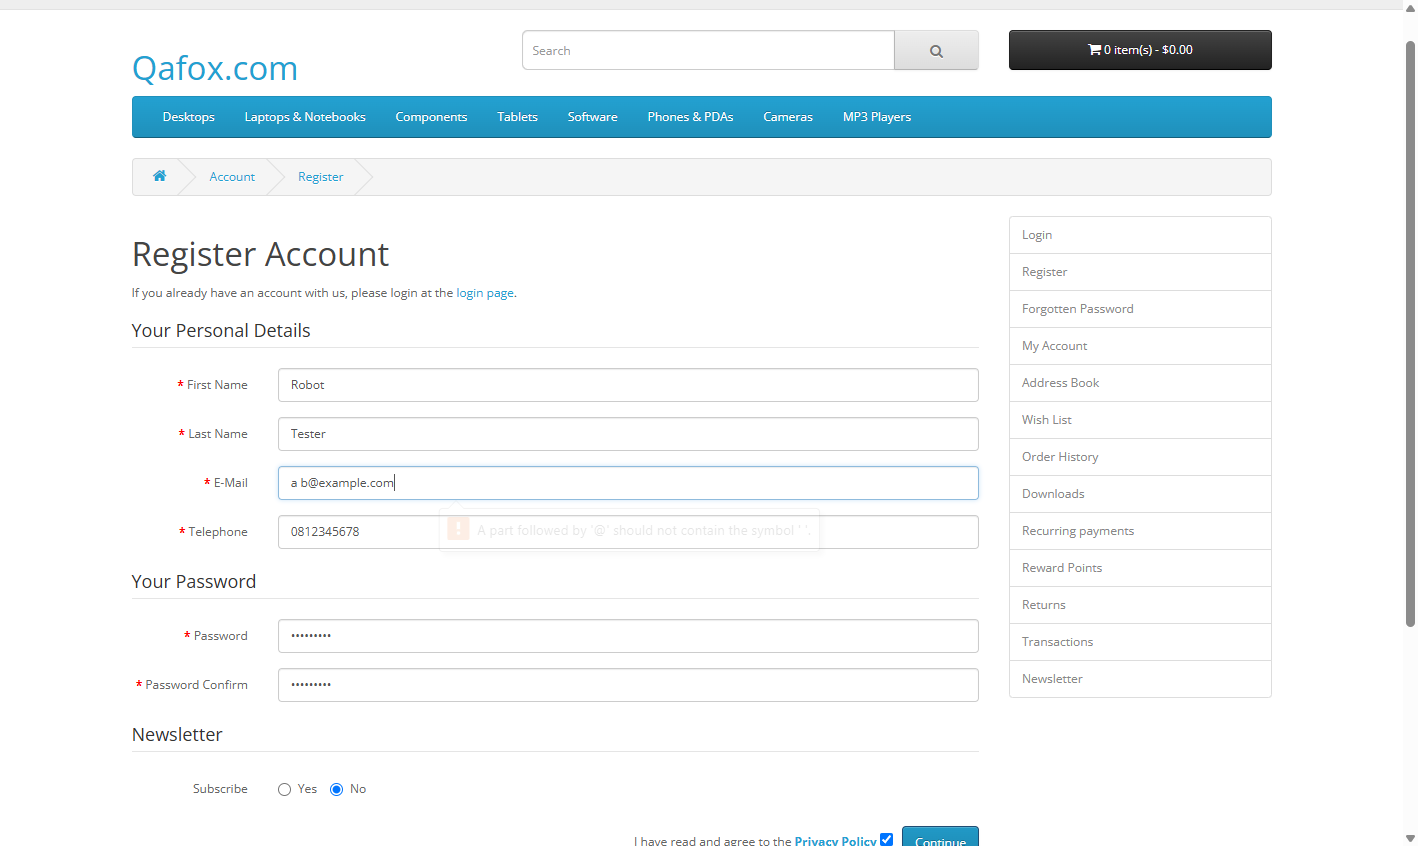 Qafox.com
Search
0 item(s) - $0.00
Desktops Laptops & Notebooks Components Tablets Software Phones & PDAs Cameras MP3 Players
Account Register
Register Account
If you already have an account with us, please login at the login page.
Your Personal Details
* First Name Robot
* Last Name Tester
* E-Mail a b@example.com
A part followed by '@' should not contain the symbol ' '.
* Telephone 0812345678
Your Password
* Password •••••••••
* Password Confirm •••••••••
Newsletter
Subscribe Yes No
I have read and agree to the Privacy Policy Continue
Login
Register
Forgotten Password
My Account
Address Book
Wish List
Order History
Downloads
Recurring payments
Reward Points
Returns
Transactions
Newsletter